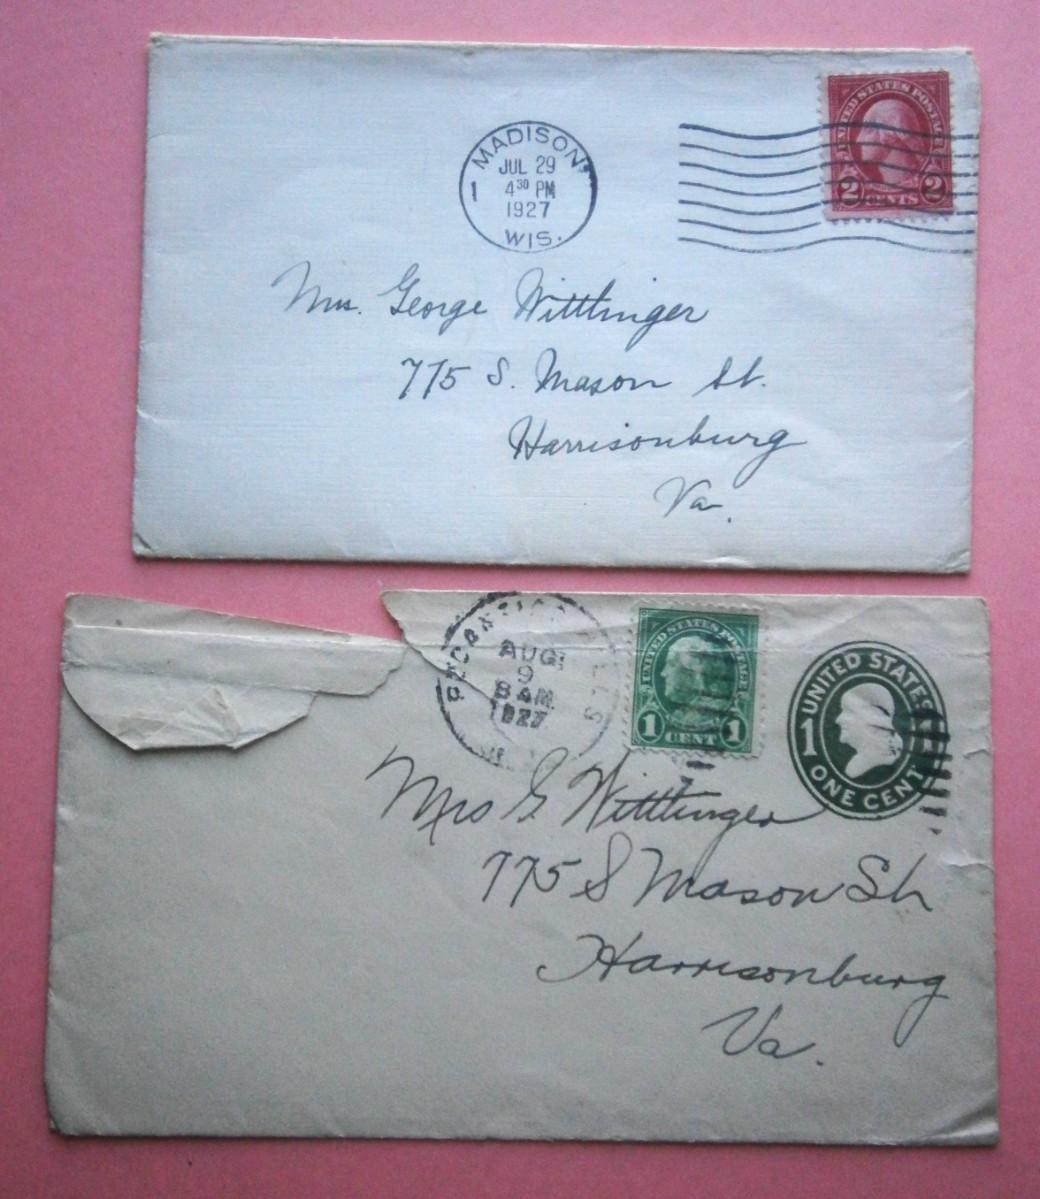 UNITED STATES POSTAGE
2 CENTS 2
MADISON
JUL 29
1 4 30 PM
1927
WIS.
Mrs. George Wittlinger
775 S. Mason St.
Harrisonburg
Va.
AUG
9
8 AM
1927
UNITED STATES POSTAGE
1 CENT 1
UNITED STATES
1
ONE CENT
Mrs G Wittlinger
775 S Mason St
Harrisonburg
Va.